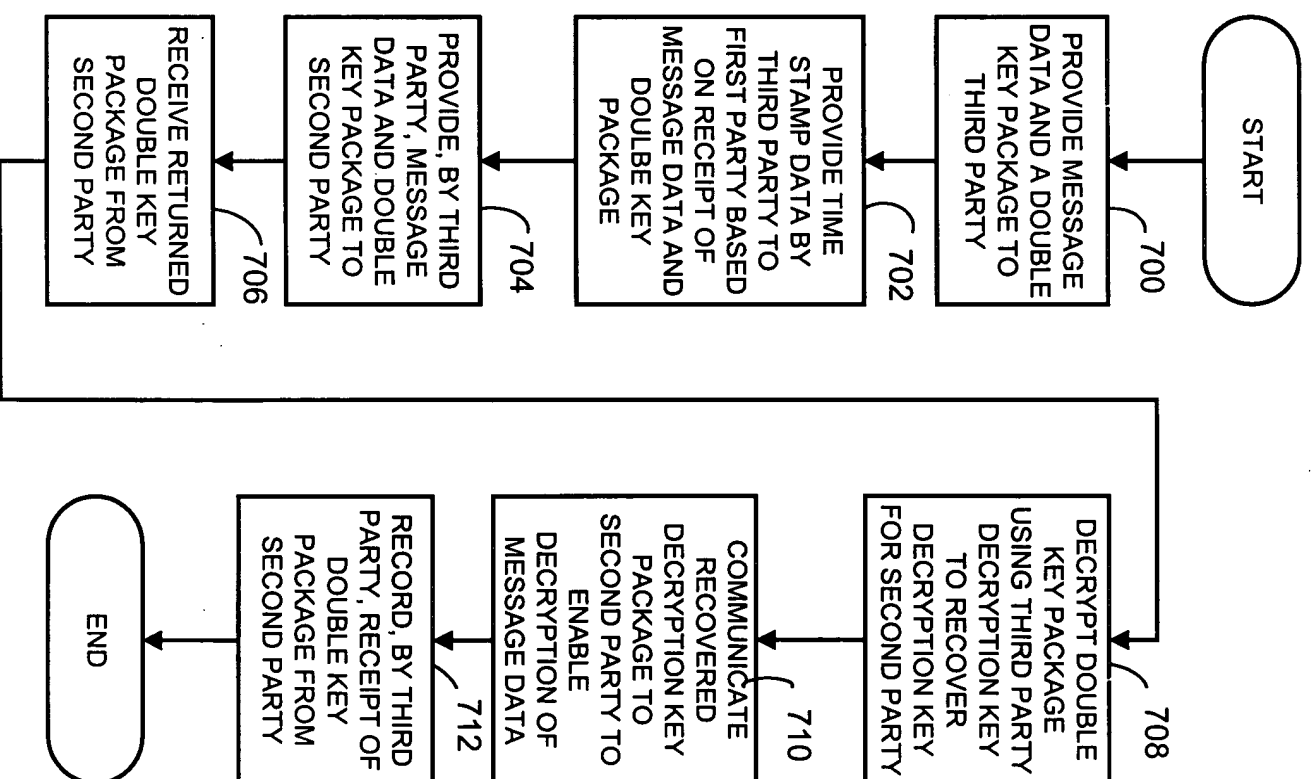 START
PROVIDE MESSAGE
DATA AND A DOUBLE
KEY PACKAGE TO
THIRD PARTY
700
PROVIDE TIME
STAMP DATA BY
THIRD PARTY TO
FIRST PARTY BASED
ON RECEIPT OF
MESSAGE DATA AND
DOULBE KEY
PACKAGE
702
PROVIDE, BY THIRD
PARTY, MESSAGE
DATA AND DOUBLE
KEY PACKAGE TO
SECOND PARTY
704
RECEIVE RETURNED
DOUBLE KEY
PACKAGE FROM
SECOND PARTY
706
DECRYPT DOUBLE
KEY PACKAGE
USING THIRD PARTY
DECRYPTION KEY
TO RECOVER
DECRYPTION KEY
FOR SECOND PARTY
708
COMMUNICATE
RECOVERED
DECRYPTION KEY
PACKAGE TO
SECOND PARTY TO
ENABLE
DECRYPTION OF
MESSAGE DATA
710
RECORD, BY THIRD
PARTY, RECEIPT OF
DOUBLE KEY
PACKAGE FROM
SECOND PARTY
712
END